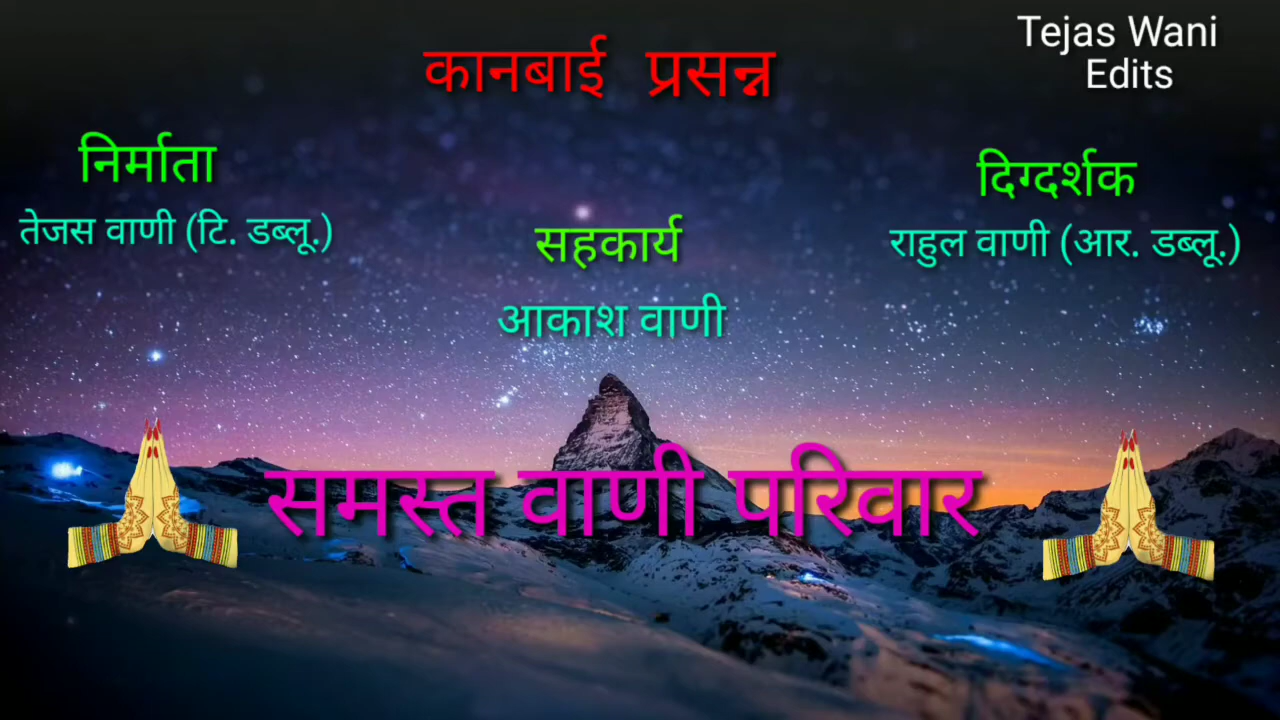 Tejas Wani
Edits
कानबाई प्रसन्न
निर्माता
तेजस वाणी (टि. डब्लू.)
दिग्दर्शक
राहुल वाणी (आर. डब्लू.)
सहकार्य
आकाश वाणी
समस्त वाणी परिवार